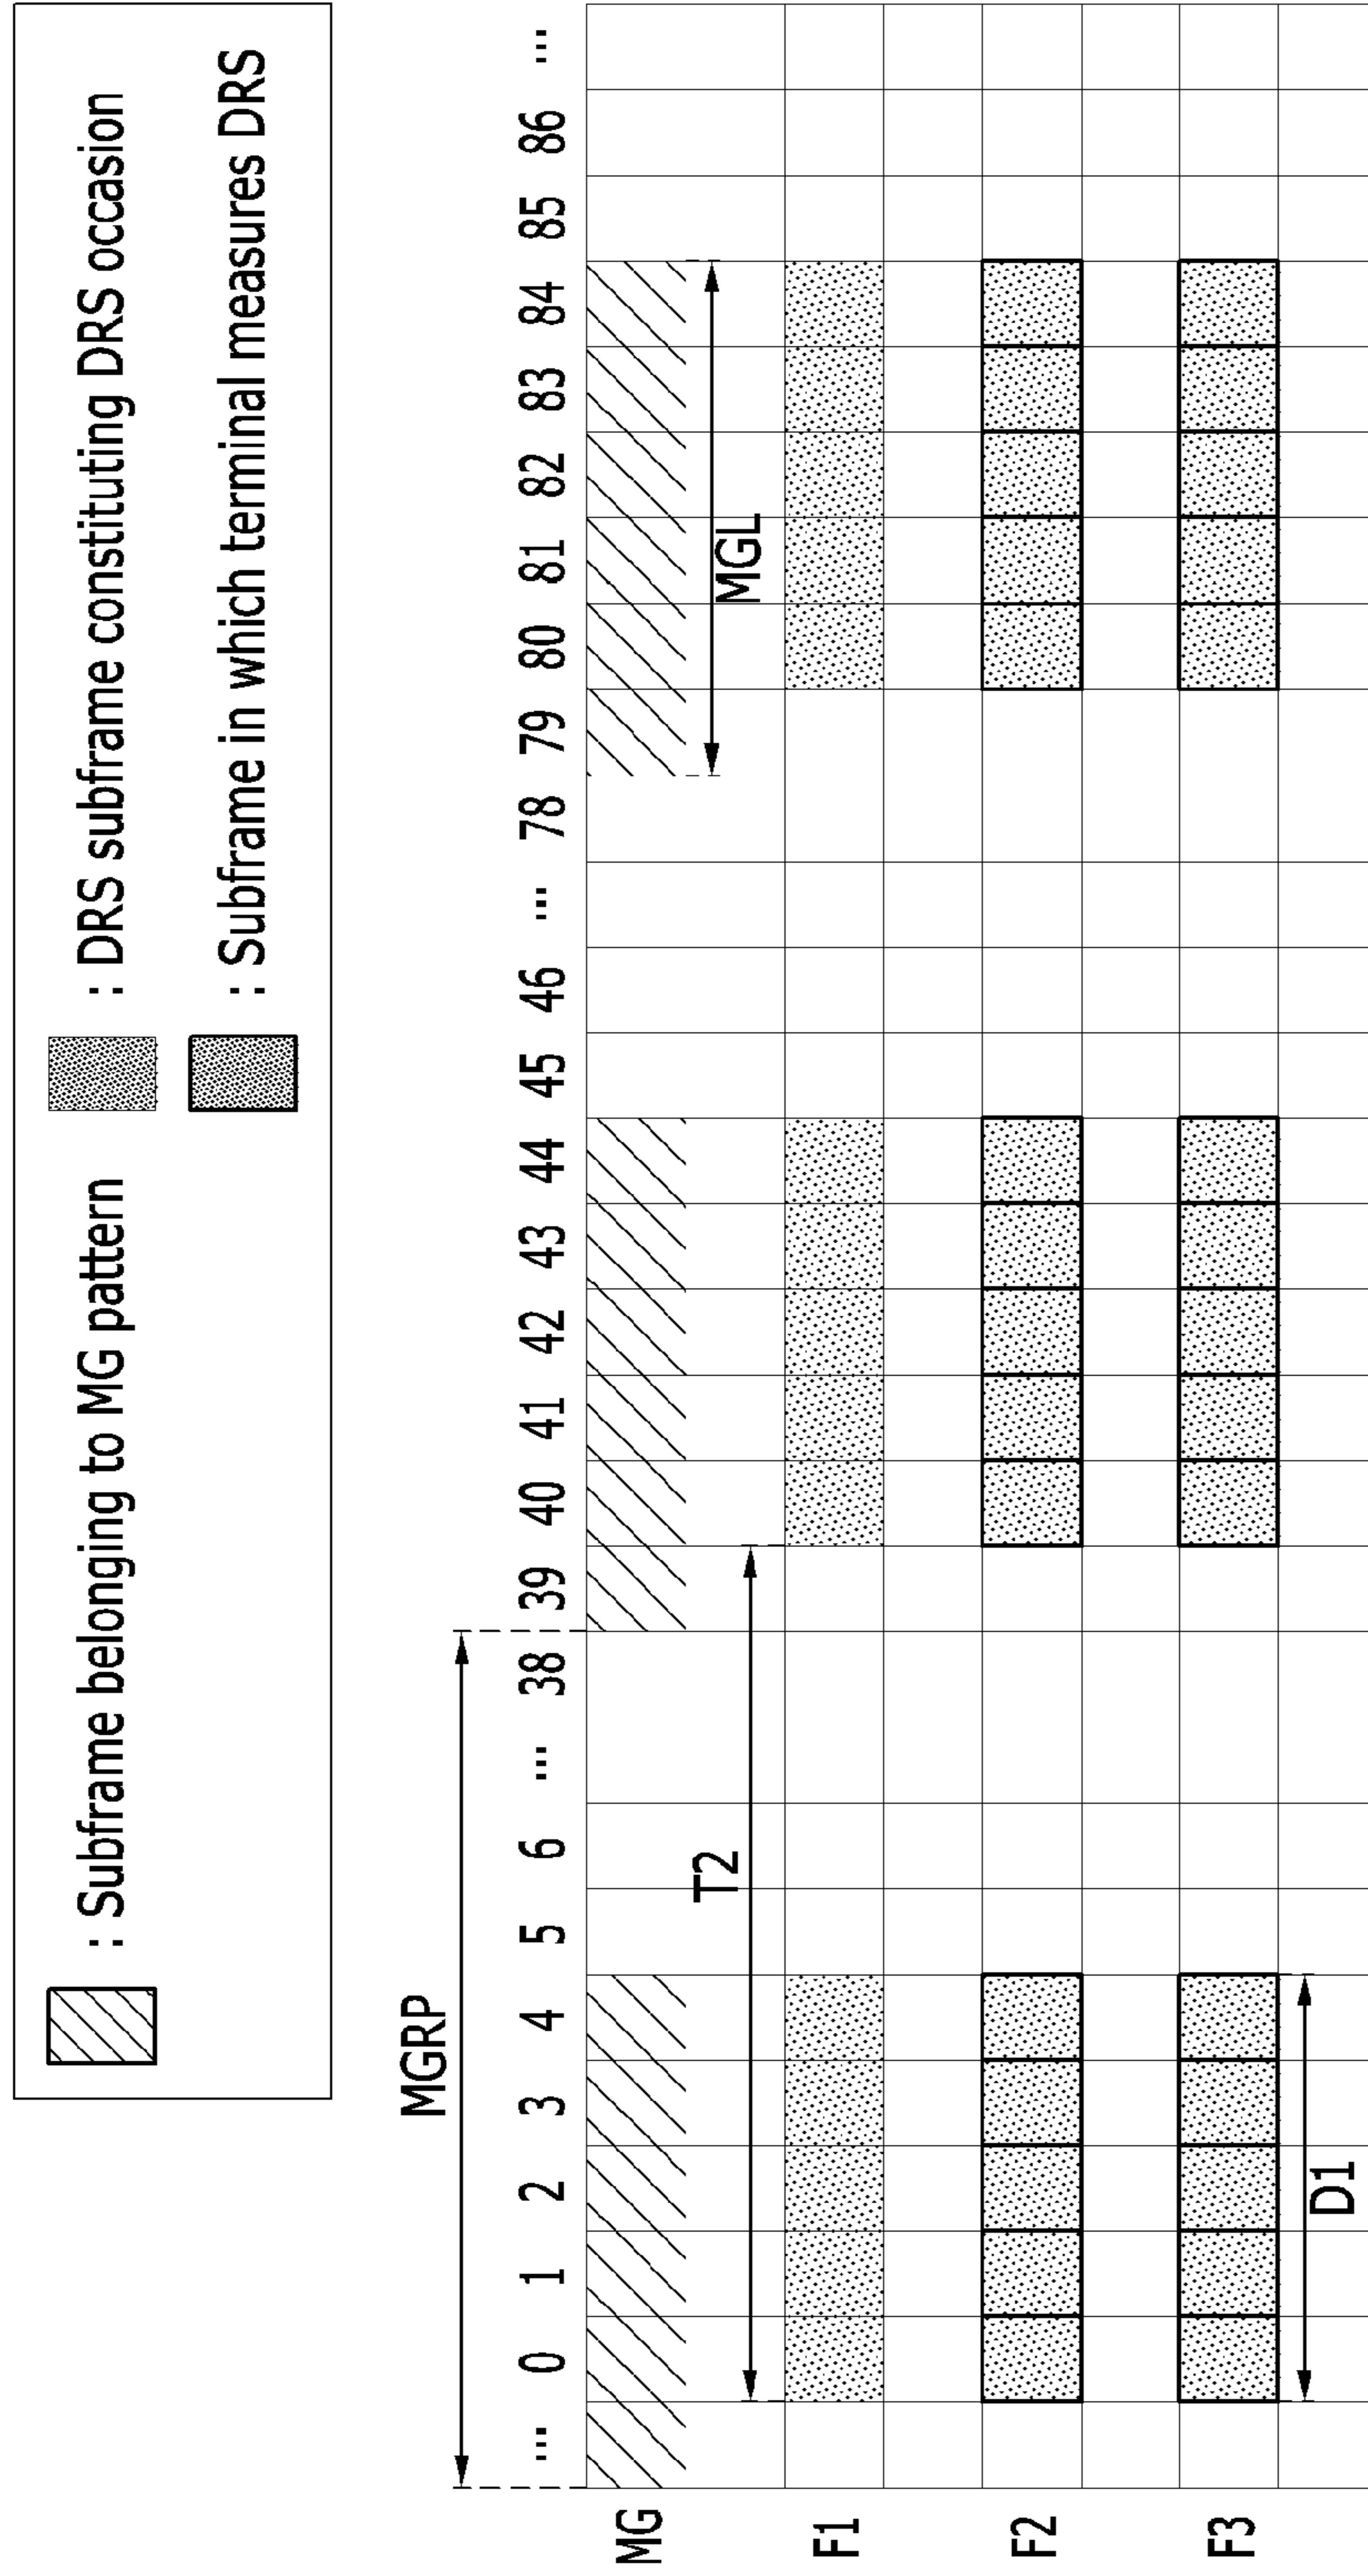 : Subframe belonging to MG pattern : DRS subframe constituting DRS occasion
: Subframe in which terminal measures DRS
MGRP
... 0 1 2 3 4 5 6 ... 38 39 40 41 42 43 44 45 46 ... 78 79 80 81 82 83 84 85 86 ...
MG
T2
MGL
F1
F2
F3
D1